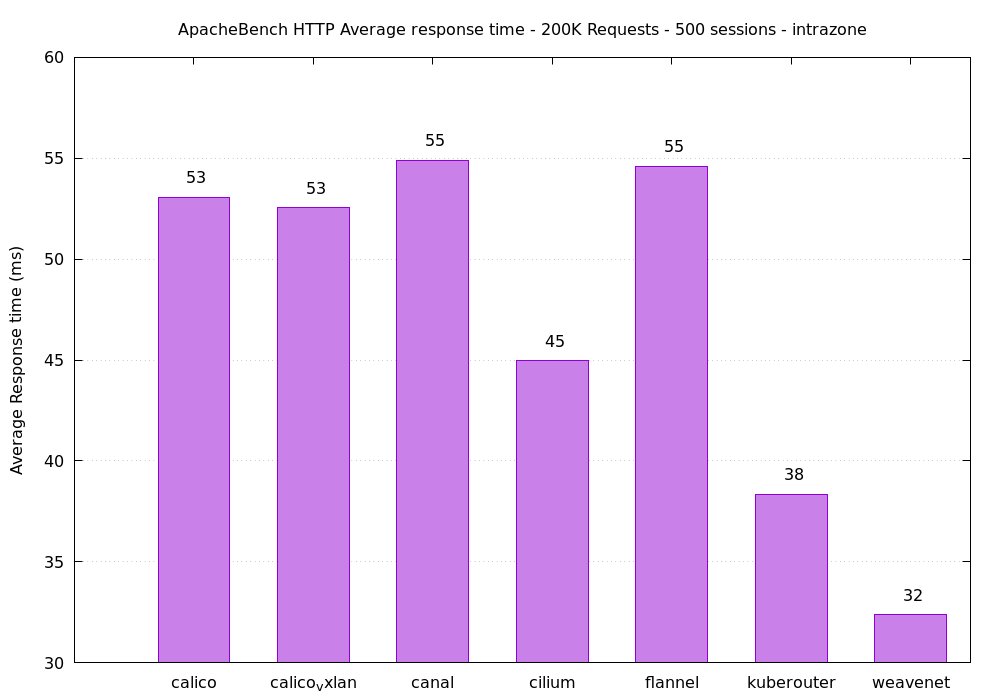 ApacheBench HTTP Average response time - 200K Requests - 500 sessions - intrazone
Average Response time (ms)
60
55
50
45
40
35
30
53
53
55
45
55
38
32
calico
calicovxlan
canal
cilium
flannel
kuberouter
weavenet